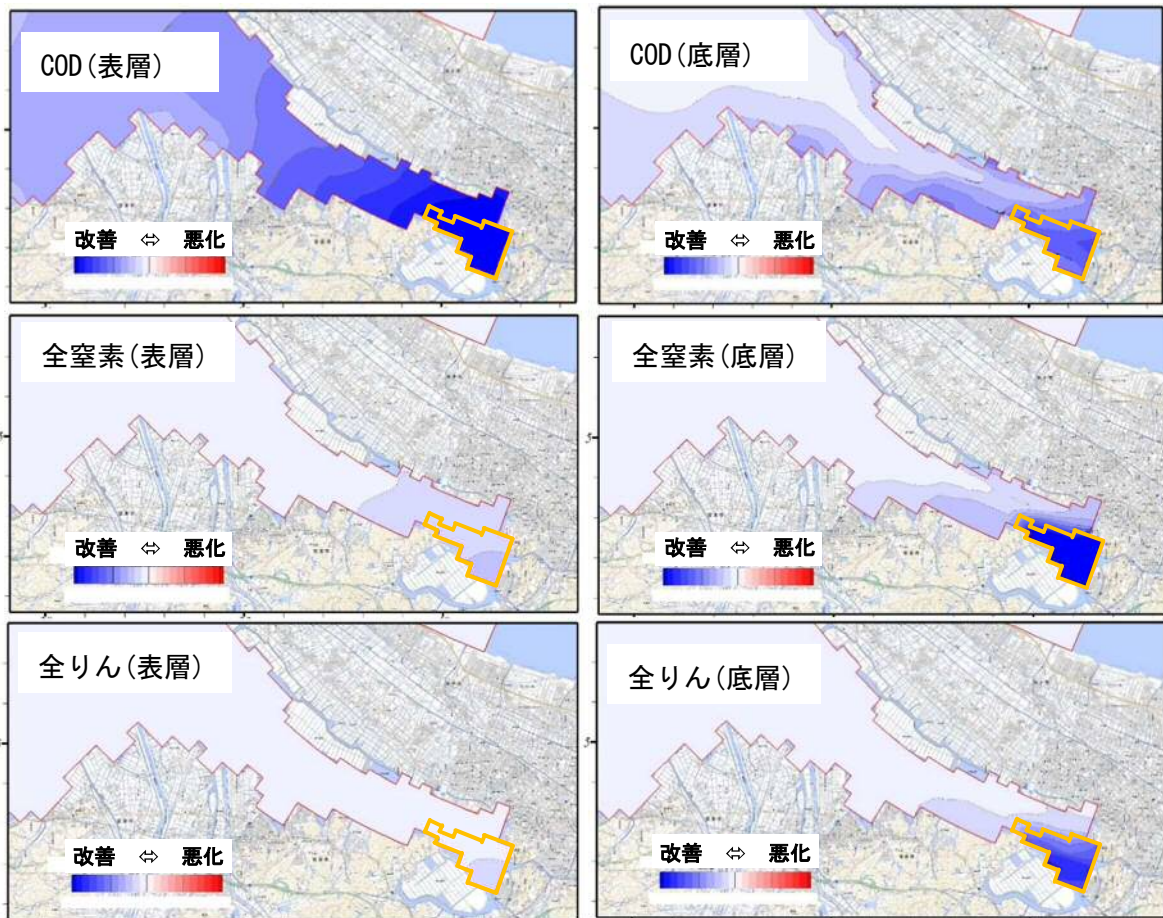 COD(表層)
改善 ⇔ 悪化
COD(底層)
改善 ⇔ 悪化
全窒素(表層)
改善 ⇔ 悪化
全窒素(底層)
改善 ⇔ 悪化
全りん(表層)
改善 ⇔ 悪化
全りん(底層)
改善 ⇔ 悪化